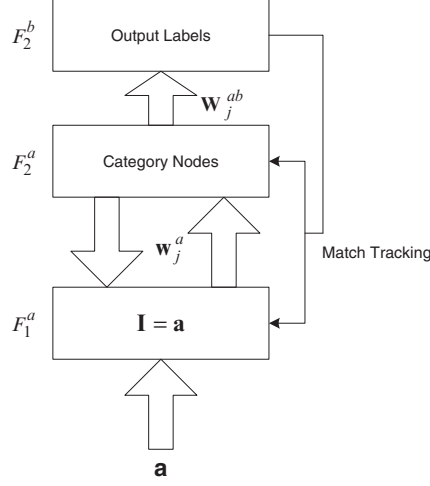 F_2^b
Output Labels
W_j^{ab}
F_2^a
Category Nodes
w_j^a
Match Tracking
F_1^a
I = a
a